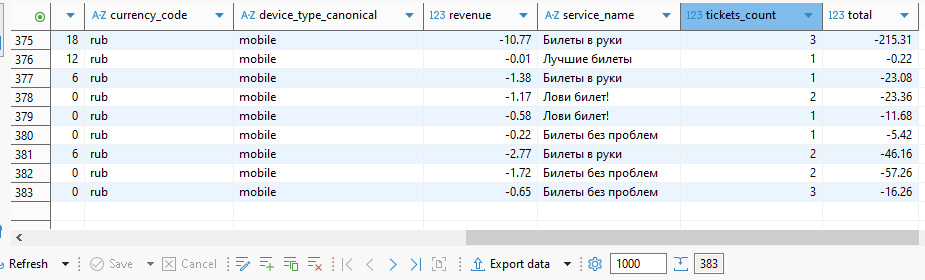 A-Z currency_code A-Z device_type_canonical 123 revenue A-Z service_name 123 tickets_count 123 total
375 18 rub mobile -10.77 Билеты в руки 3 -215.31
376 12 rub mobile -0.01 Лучшие билеты 1 -0.22
377 6 rub mobile -1.38 Билеты в руки 1 -23.08
378 0 rub mobile -1.17 Лови билет! 2 -23.36
379 0 rub mobile -0.58 Лови билет! 1 -11.68
380 0 rub mobile -0.22 Билеты без проблем 1 -5.42
381 6 rub mobile -2.77 Билеты в руки 2 -46.16
382 0 rub mobile -1.72 Билеты без проблем 2 -57.26
383 0 rub mobile -0.65 Билеты без проблем 3 -16.26
Refresh Save Cancel Export data 1000 383